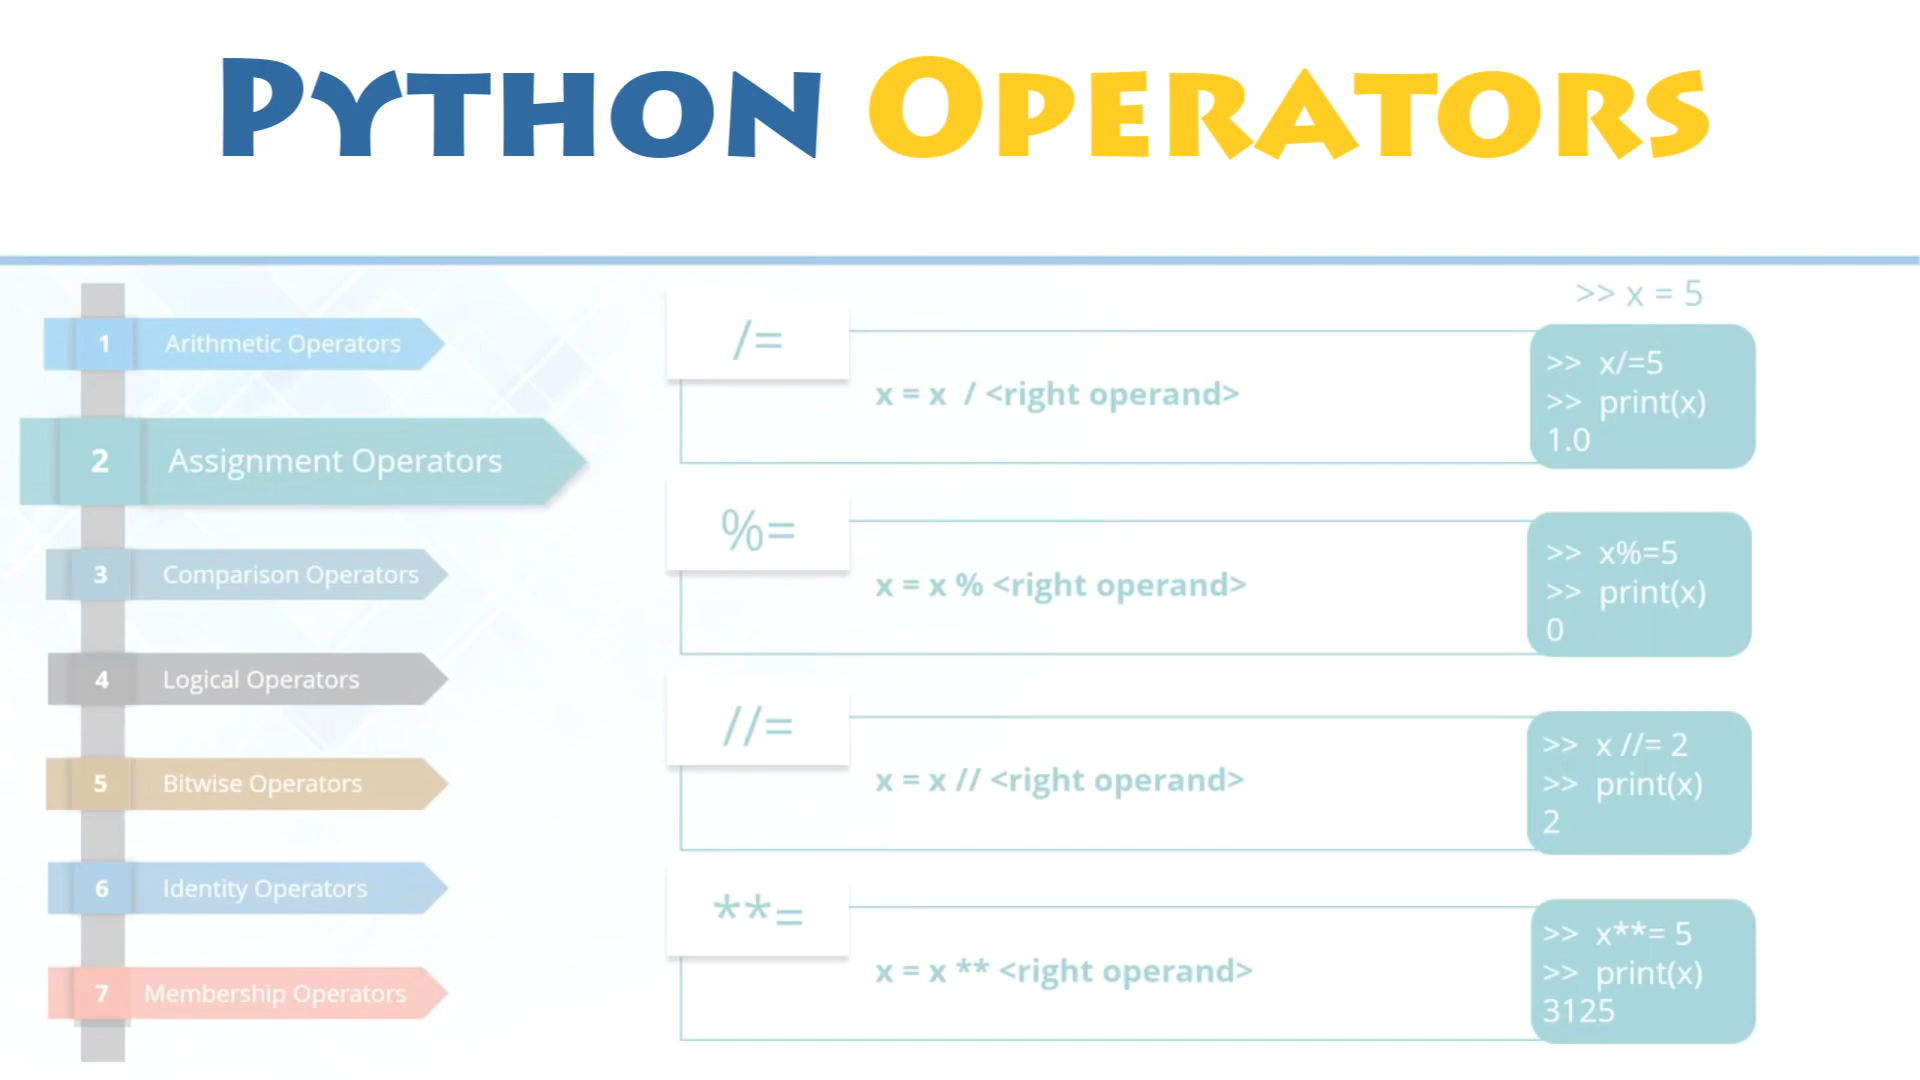 PYTHON OPERATORS
1 Arithmetic Operators
2 Assignment Operators
3 Comparison Operators
4 Logical Operators
5 Bitwise Operators
6 Identity Operators
7 Membership Operators
>> x = 5
/=
x = x / <right operand>
>> x/=5
>> print(x)
1.0
%=
x = x % <right operand>
>> x%=5
>> print(x)
0
//=
x = x // <right operand>
>> x //= 2
>> print(x)
2
**=
x = x ** <right operand>
>> x**= 5
>> print(x)
3125